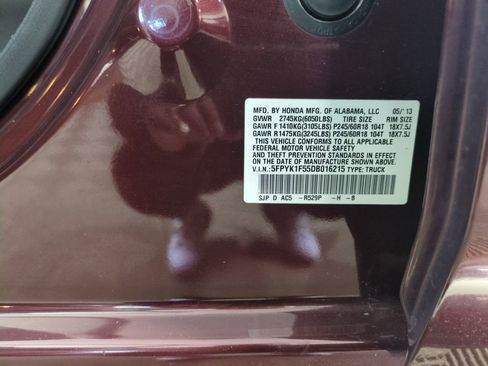 MFD. BY HONDA MFG. OF ALABAMA, LLC 05/'13
GVWR 2745KG(6050LBS) TIRE SIZE RIM SIZE
GAWR F 1410KG(3105LBS) P245/60R18 104T 18X7.5J
GAWR R1475KG(3245LBS) P245/60R18 104T 18X7.5J
THIS VEHICLE CONFORMS TO ALL APPLICABLE
FEDERAL MOTOR VEHICLE SAFETY AND
THEFT PREVENTION STANDARDS IN EFFECT
ON THE DATE OF MANUFACTURE SHOWN ABOVE.
V.I.N.:5FPYK1F55DB016215 TYPE: TRUCK
SJP D AC5 -R529P -H -B